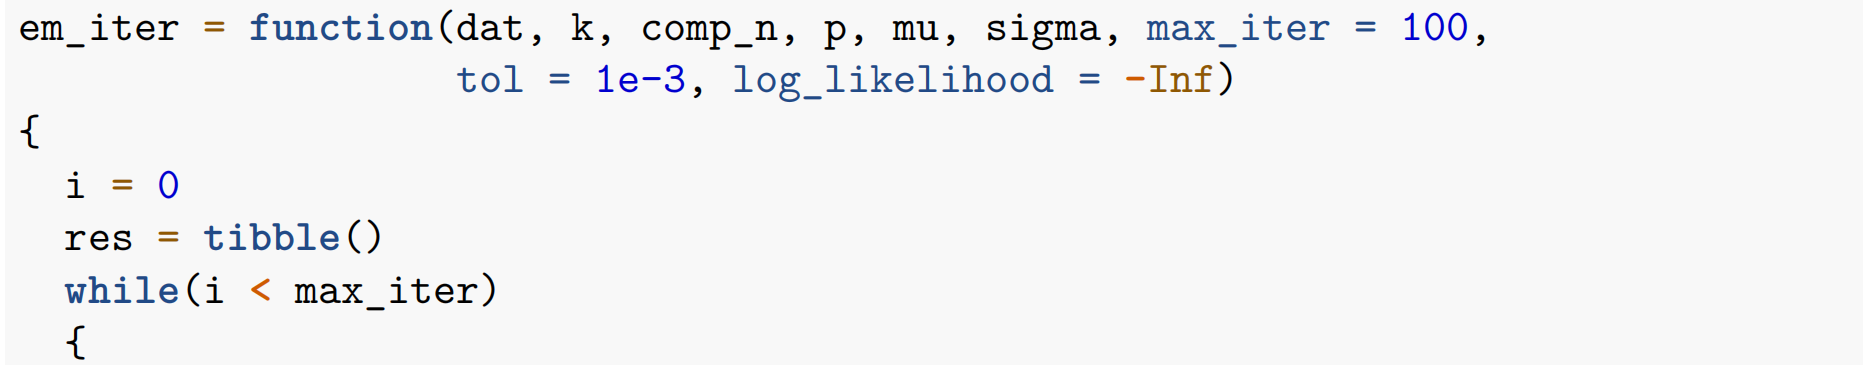 em_iter = function(dat, k, comp_n, p, mu, sigma, max_iter = 100,
                   tol = 1e-3, log_likelihood = -Inf)
{
  i = 0
  res = tibble()
  while(i < max_iter)
  {